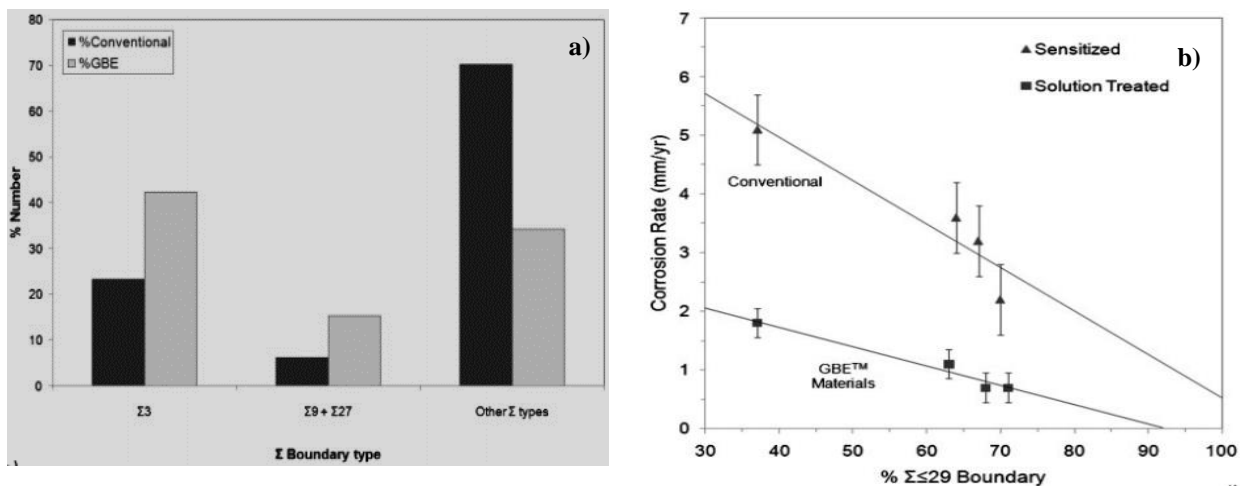 80
70
60
50
40
30
20
10
0
% Number
%Conventional
%GBE
a)
Σ3
Σ9 + Σ27
Other Σ types
Σ Boundary type
7
6
5
4
3
2
1
0
Corrosion Rate (mm/yr)
Sensitized
Solution Treated
b)
Conventional
GBE™
Materials
30 40 50 60 70 80 90 100
% Σ≤29 Boundary